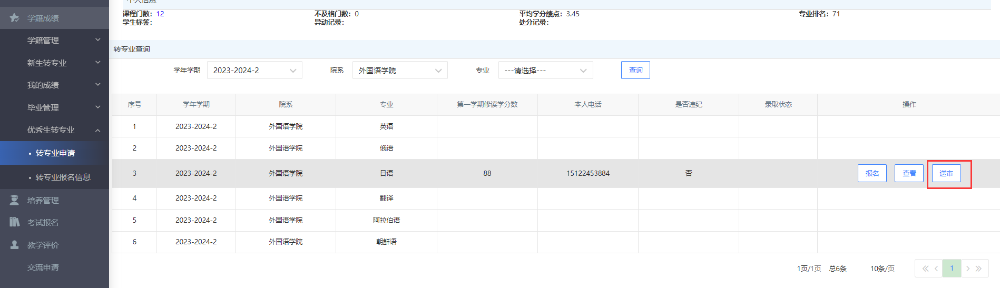 个人信息
课程门数：12 不及格门数：0 平均学分绩点：3.45 专业排名：71
学生标签： 异动记录： 处分记录：
学籍成绩
学籍管理
新生转专业
我的成绩
毕业管理
优秀生转专业
• 转专业申请
• 转专业报名信息
培养管理
考试报名
教学评价
交流申请
转专业查询
学年学期 2023-2024-2 院系 外国语学院 专业 ---请选择--- 查询
序号 学年学期 院系 专业 第一学期修读学分数 本人电话 是否违纪 录取状态 操作
1 2023-2024-2 外国语学院 英语
2 2023-2024-2 外国语学院 俄语
3 2023-2024-2 外国语学院 日语 88 15122453884 否 报名 查看 送审
4 2023-2024-2 外国语学院 翻译
5 2023-2024-2 外国语学院 阿拉伯语
6 2023-2024-2 外国语学院 朝鲜语
1页/1页 总6条 10条/页 1